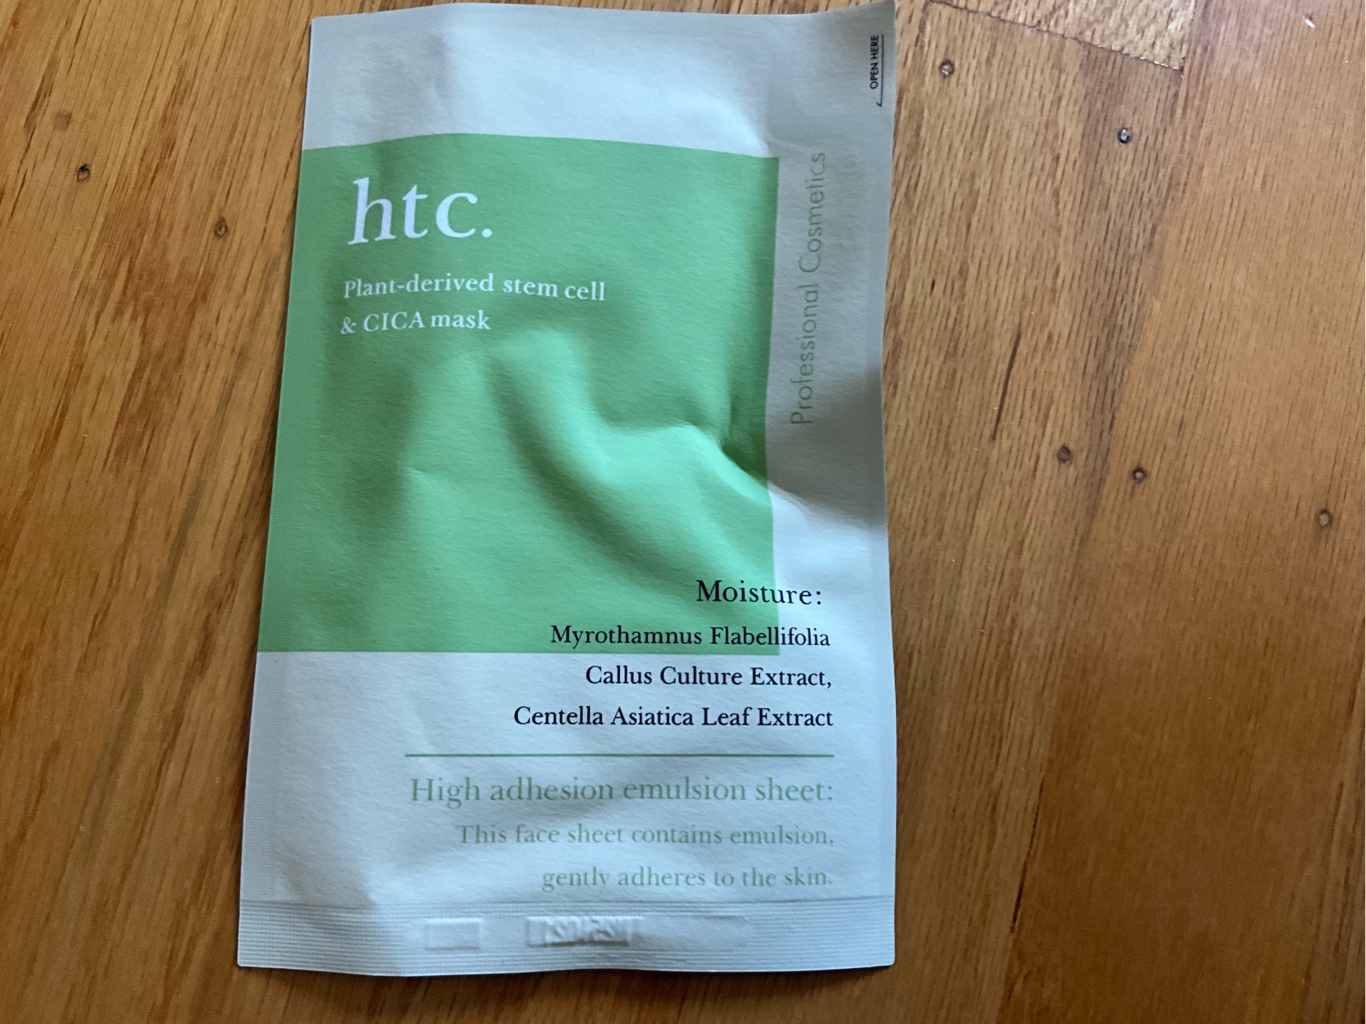 OPEN HERE
htc.
Plant-derived stem cell
& CICA mask
Professional Cosmetics
Moisture:
Myrothamnus Flabellifolia
Callus Culture Extract,
Centella Asiatica Leaf Extract
High adhesion emulsion sheet:
This face sheet contains emulsion,
gently adheres to the skin.